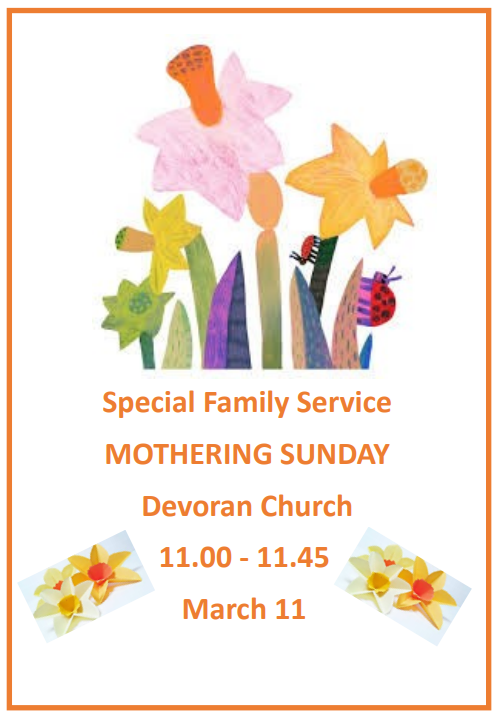 Special Family Service
MOTHERING SUNDAY
Devoran Church
11.00 - 11.45
March 11